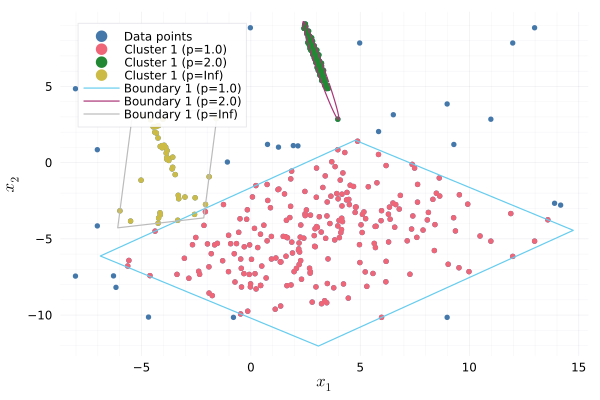 Data points
Cluster 1 (p=1.0)
Cluster 1 (p=2.0)
Cluster 1 (p=Inf)
Boundary 1 (p=1.0)
Boundary 1 (p=2.0)
Boundary 1 (p=Inf)
5
0
−5
−10
x₂
−5 0 5 10 15
x₁